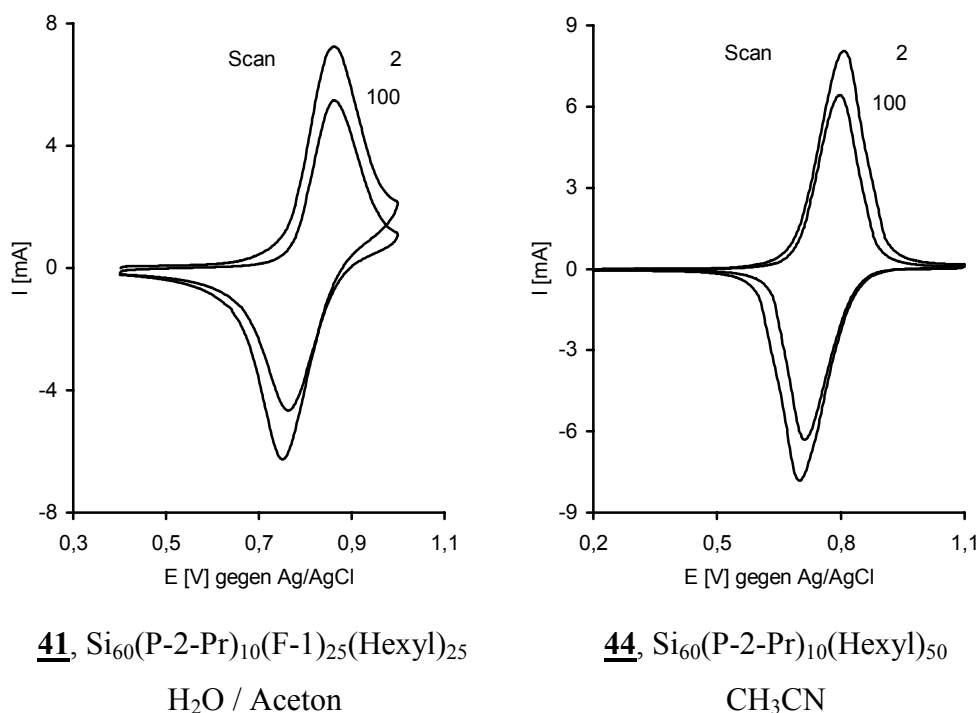 8
4
0
-4
-8
I [mA]
Scan 2
100
0,3 0,5 0,7 0,9 1,1
E [V] gegen Ag/AgCl
41, Si60(P-2-Pr)10(F-1)25(Hexyl)25
H2O / Aceton
9
6
3
0
-3
-6
-9
I [mA]
Scan 2
100
0,2 0,5 0,8 1,1
E [V] gegen Ag/AgCl
44, Si60(P-2-Pr)10(Hexyl)50
CH3CN